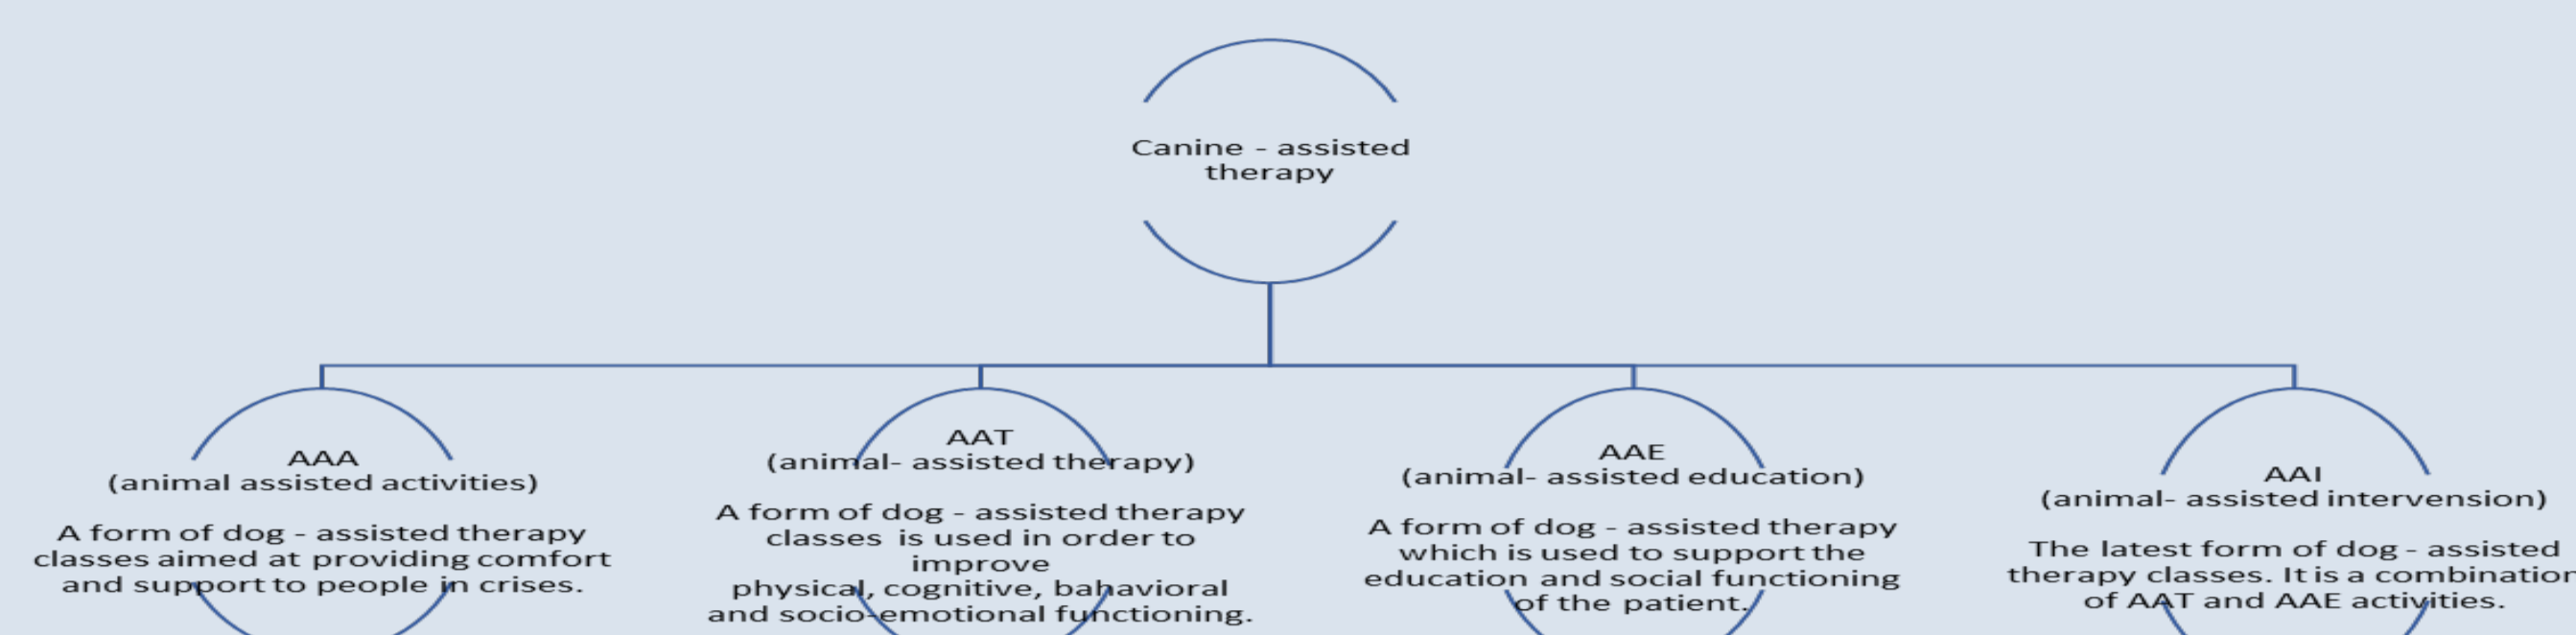 Canine - assisted
therapy
AAA
(animal assisted activities)
A form of dog - assisted therapy
classes aimed at providing comfort
and support to people in crises.
AAT
(animal- assisted therapy)
A form of dog - assisted therapy
classes is used in order to
improve
physical, cognitive, bahavioral
and socio-emotional functioning.
AAE
(animal- assisted education)
A form of dog - assisted therapy
which is used to support the
education and social functioning
of the patient.
AAI
(animal- assisted intervension)
The latest form of dog - assisted
therapy classes. It is a combination
of AAT and AAE activities.